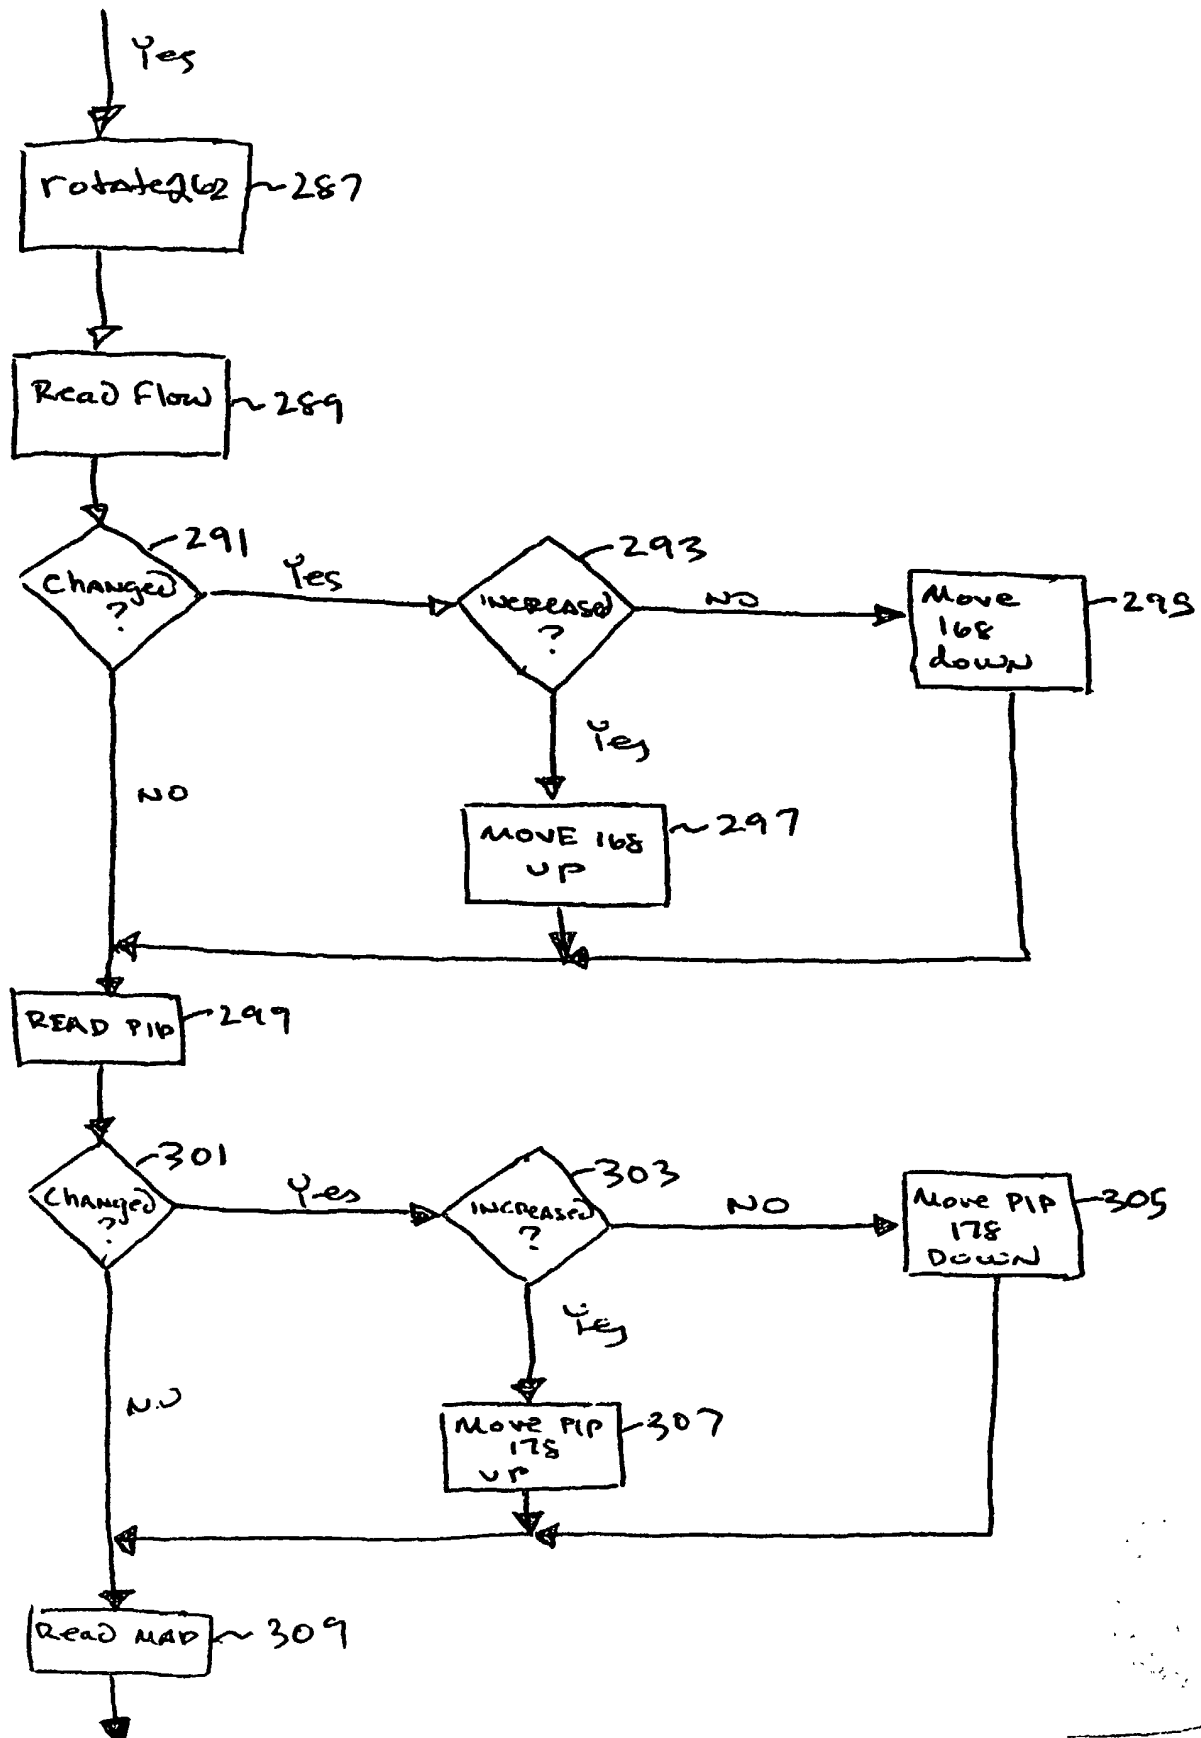 Yes
rotate 262
287
Read Flow
289
291
Changed
?
Yes
293
INCREASED
?
NO
Move
168
down
295
Yes
NO
MOVE 168
UP
297
READ PIP
299
301
Changed
?
Yes
303
INCREASED
?
NO
Move PIP
178
DOWN
305
Yes
NO
Move PIP
178
UP
307
Read MAP
309